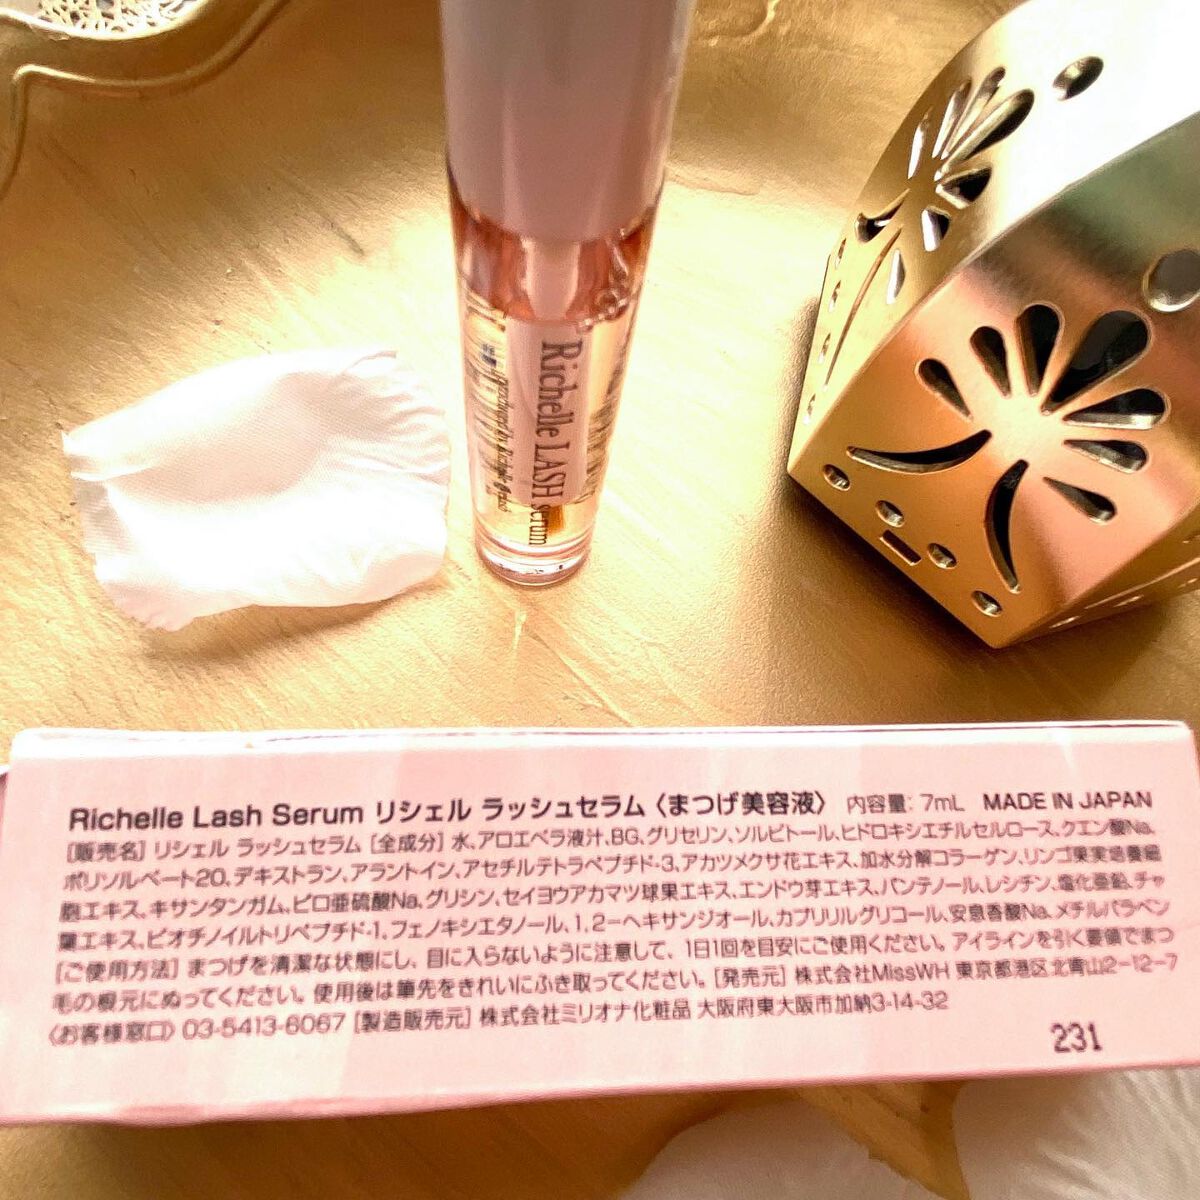 Richelle LASH serum
Richelle Lash Serum リシェル ラッシュセラム〈まつげ美容液〉 内容量: 7mL MADE IN JAPAN
[販売名] リシェル ラッシュセラム [全成分] 水、アロエベラ液汁、BG、グリセリン、ソルビトール、ヒドロキシエチルセルロース、クエン酸Na、
ポリソルベート20、デキストラン、アラントイン、アセチルテトラペプチド-3、アカツメクサ花エキス、加水分解コラーゲン、リンゴ果実培養細
胞エキス、キサンタンガム、ピロ亜硫酸Na、グリシン、セイヨウアカマツ球果エキス、エンドウ芽エキス、パンテノール、レシチン、塩化亜鉛、チャ
葉エキス、ビオチノイルトリペプチド-1、フェノキシエタノール、1,2-ヘキサンジオール、カプリリルグリコール、安息香酸Na、メチルパラベン
[ご使用方法] まつげを清潔な状態にし、目に入らないように注意して、1日1回を目安にご使用ください。アイラインを引く要領でまつ
毛の根元にぬってください。使用後は筆先をきれいにふき取ってください。[発売元] 株式会社MissWH 東京都港区北青山2-12-7
〈お客様窓口〉03-5413-6067 [製造販売元] 株式会社ミリオナ化粧品 大阪府東大阪市加納3-14-32
231